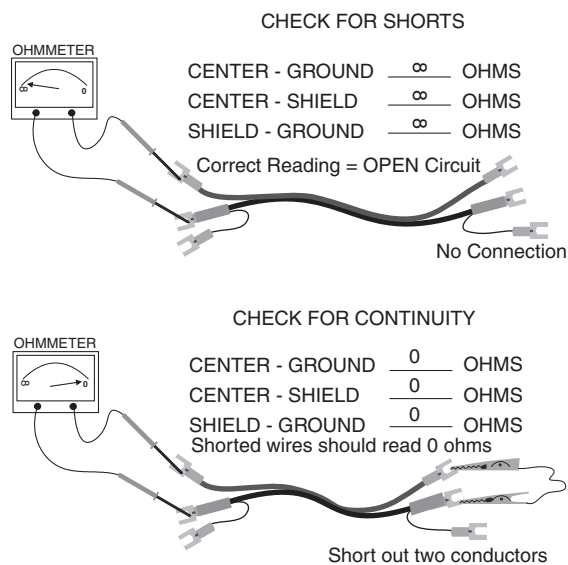 CHECK FOR SHORTS
OHMMETER
∞ 0
CENTER - GROUND ∞ OHMS
CENTER - SHIELD ∞ OHMS
SHIELD - GROUND ∞ OHMS
Correct Reading = OPEN Circuit
No Connection
CHECK FOR CONTINUITY
OHMMETER
∞ 0
CENTER - GROUND 0 OHMS
CENTER - SHIELD 0 OHMS
SHIELD - GROUND 0 OHMS
Shorted wires should read 0 ohms
Short out two conductors